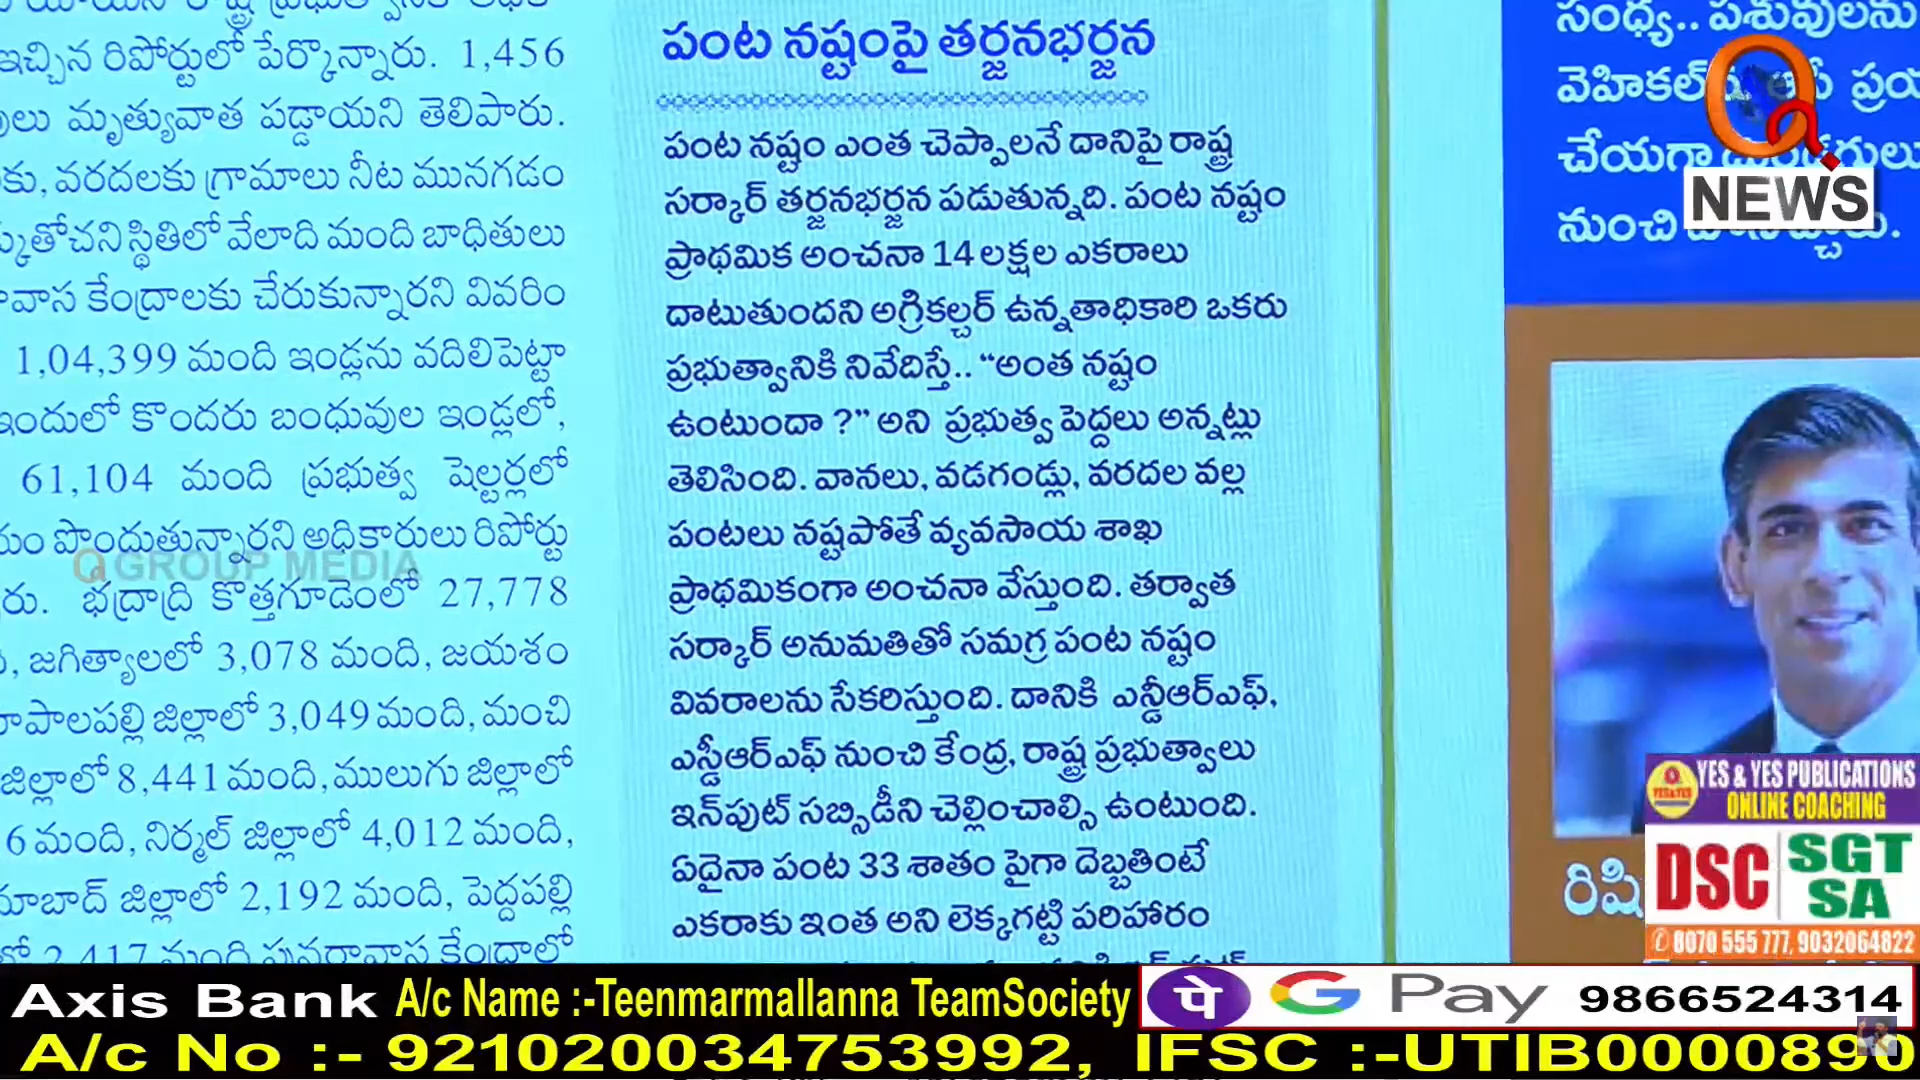 ఇచ్చిన రిపోర్టులో పేర్కొన్నారు. 1,456
మృత్యువాత పడ్డాయని తెలిపారు.
వరదలకు గ్రామాలు నీట మునగడం
వేలాది మంది బాధితులు
కేంద్రాలకు చేరుకున్నారని వివరిం
1,04,399 మంది ఇండ్లను వదిలిపెట్టా
ఇందులో కొందరు బంధువుల ఇండ్లలో,
61,104 మంది ప్రభుత్వ షెల్టర్లలో
పొందుతున్నారని అధికారులు రిపోర్టు
Q GROUP MEDIA
భద్రాద్రి కొత్తగూడెంలో 27,778
జగిత్యాలలో 3,078 మంది, జయశం
జిల్లాలో 3,049 మంది, మంచి
జిల్లాలో 8,441 మంది, ములుగు జిల్లాలో
6 మంది, నిర్మల్ జిల్లాలో 4,012 మంది,
జిల్లాలో 2,192 మంది, పెద్దపల్లి
2,417 మంది పునరావాస కేంద్రాలో
పంట నష్టంపై తర్జనభర్జన
పంట నష్టం ఎంత చెప్పాలనే దానిపై రాష్ట్ర
సర్కార్ తర్జనభర్జన పడుతున్నది. పంట నష్టం
ప్రాథమిక అంచనా 14 లక్షల ఎకరాలు
దాటుతుందని అగ్రికల్చర్ ఉన్నతాధికారి ఒకరు
ప్రభుత్వానికి నివేదిస్తే.. “అంత నష్టం
ఉంటుందా ?” అని ప్రభుత్వ పెద్దలు అన్నట్లు
తెలిసింది. వానలు, వడగండ్లు, వరదల వల్ల
పంటలు నష్టపోతే వ్యవసాయ శాఖ
ప్రాథమికంగా అంచనా వేస్తుంది. తర్వాత
సర్కార్ అనుమతితో సమగ్ర పంట నష్టం
వివరాలను సేకరిస్తుంది. దానికి ఎన్డీఆర్ఎఫ్,
ఎస్డీఆర్ఎఫ్ నుంచి కేంద్ర, రాష్ట్ర ప్రభుత్వాలు
ఇన్‌పుట్ సబ్సిడీని చెల్లించాల్సి ఉంటుంది.
ఏదైనా పంట 33 శాతం పైగా దెబ్బతింటే
ఎకరాకు ఇంత అని లెక్కగట్టి పరిహారం
సంధ్య.. పశువులను
వెహికల్
చేయగా
నుంచి
Q NEWS
రిషి
YES & YES PUBLICATIONS
ONLINE COACHING
DSC SGT
SA
8070 555 777, 9032064822
Axis Bank A/c Name :-Teenmarmallanna TeamSociety
पे G Pay 9866524314
A/c No :- 921020034753992, IFSC :-UTIB0000890